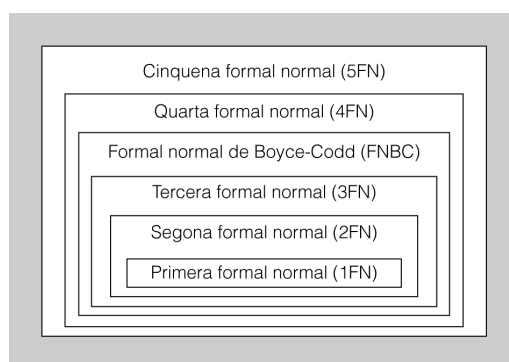 Cinquena formal normal (5FN)
Quarta formal normal (4FN)
Formal normal de Boyce-Codd (FNBC)
Tercera formal normal (3FN)
Segona formal normal (2FN)
Primera formal normal (1FN)